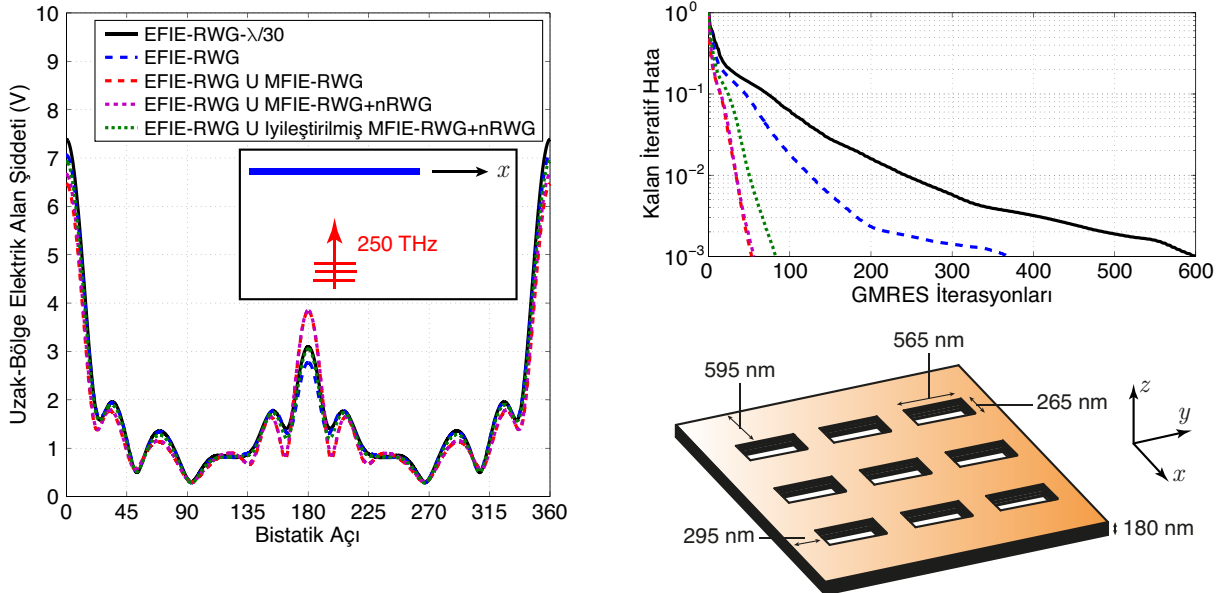 Uzak-Bölge Elektrik Alan Şiddeti (V)
10
9
8
7
6
5
4
3
2
1
0
EFIE-RWG-λ/30
EFIE-RWG
EFIE-RWG U MFIE-RWG
EFIE-RWG U MFIE-RWG+nRWG
EFIE-RWG U Iyileştirilmiş MFIE-RWG+nRWG
x
250 THz
0 45 90 135 180 225 270 315 360
Bistatik Açı
Kalan İteratif Hata
10⁰
10⁻¹
10⁻²
10⁻³
0 100 200 300 400 500 600
GMRES İterasyonları
565 nm
595 nm
265 nm
z
y
x
295 nm
180 nm